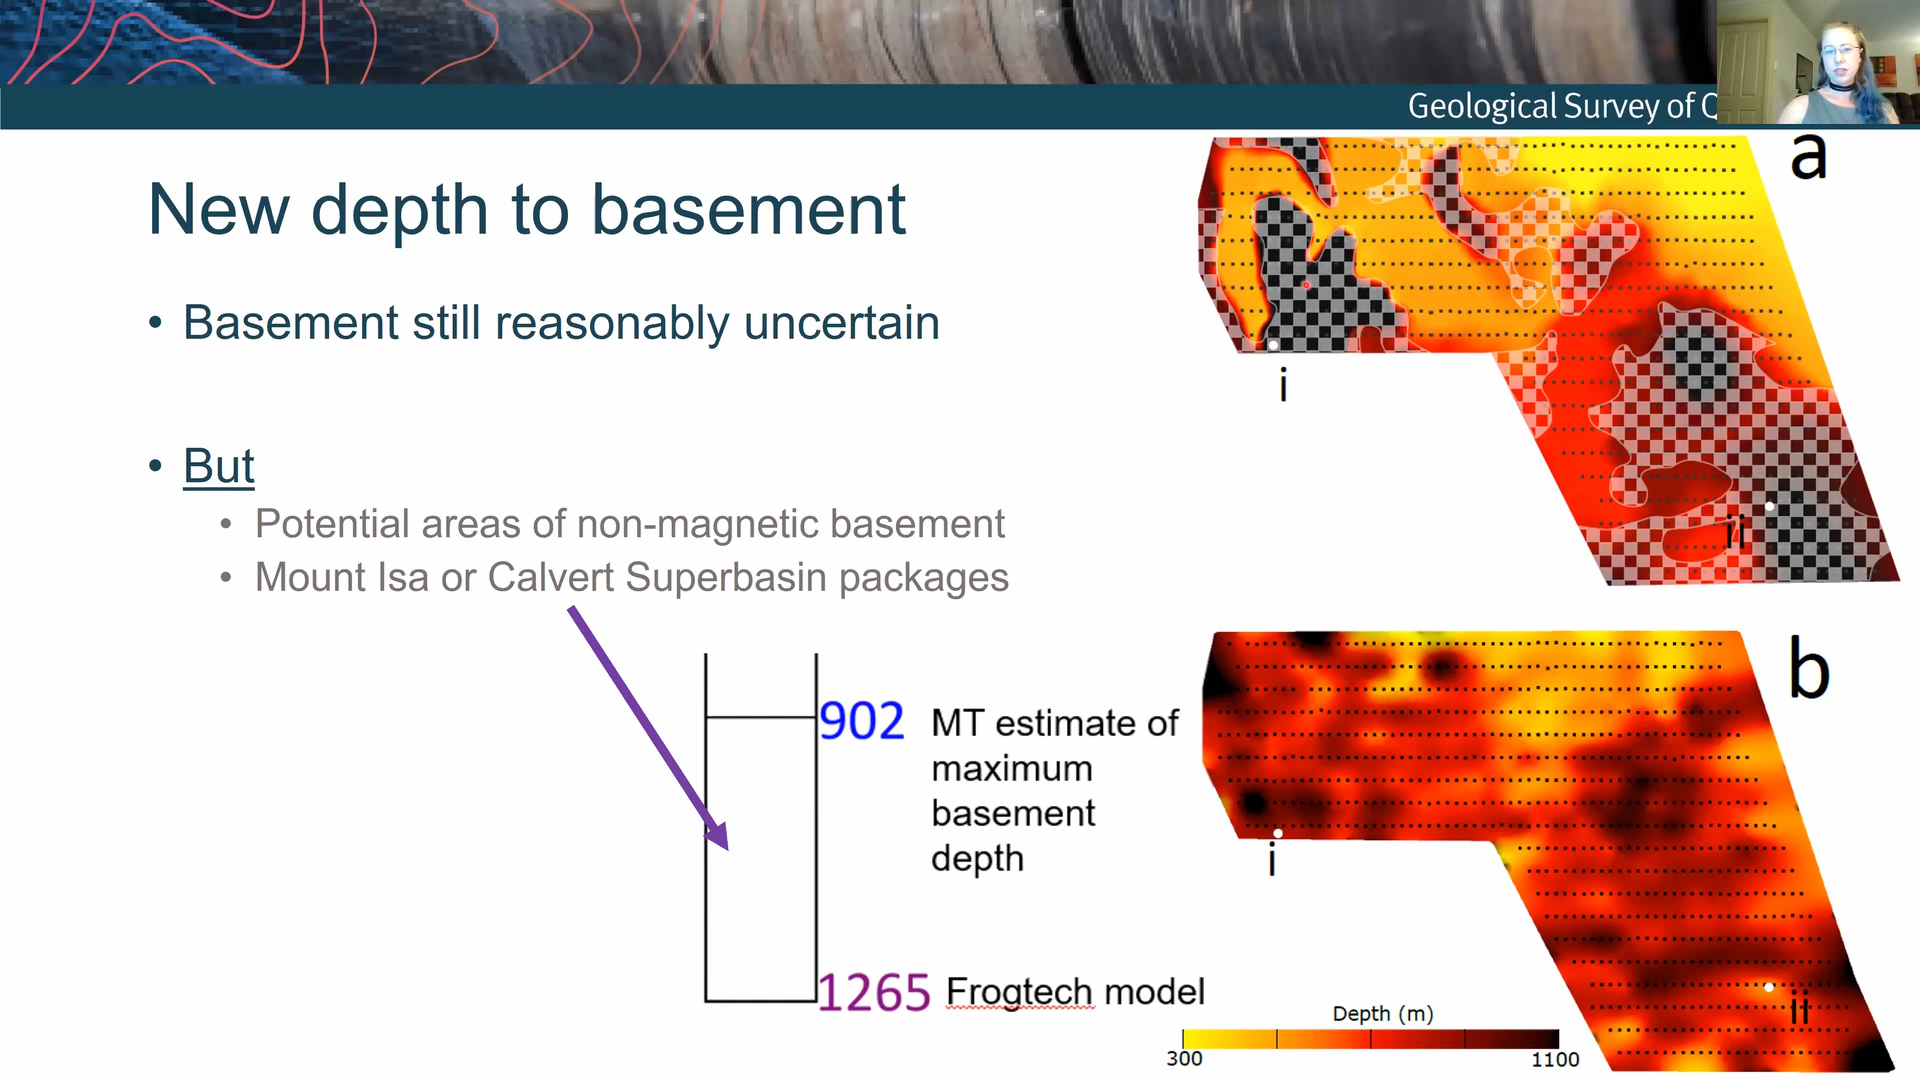 Geological Survey of
New depth to basement
• Basement still reasonably uncertain
• But
• Potential areas of non-magnetic basement
• Mount Isa or Calvert Superbasin packages
902
MT estimate of
maximum
basement
depth
1265
Frogtech model
a
i
ii
b
i
ii
Depth (m)
300
1100